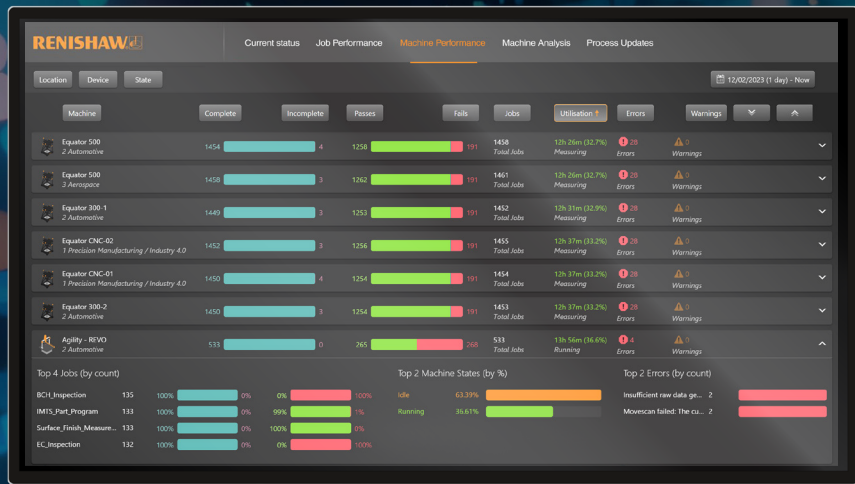 RENISHAW
Current status Job Performance Machine Performance Machine Analysis Process Updates
Location Device State 12/02/2023 (1 day) - Now
Machine Complete Incomplete Passes Fails Jobs Utilisation Errors Warnings
Equator 500 1454 4 1258 191 1458 12h 26m (32.7%) 28 0
2 Automotive Total Jobs Measuring Errors Warnings
Equator 500 1458 3 1262 191 1461 12h 26m (32.7%) 28 0
3 Aerospace Total Jobs Measuring Errors Warnings
Equator 300-1 1449 3 1253 191 1452 12h 31m (32.9%) 28 0
2 Automotive Total Jobs Measuring Errors Warnings
Equator CNC-02 1452 3 1256 191 1455 12h 37m (33.2%) 28 0
1 Precision Manufacturing / Industry 4.0 Total Jobs Measuring Errors Warnings
Equator CNC-01 1450 4 1254 191 1454 12h 37m (33.2%) 28 0
1 Precision Manufacturing / Industry 4.0 Total Jobs Measuring Errors Warnings
Equator 300-2 1450 3 1254 191 1453 12h 37m (33.2%) 28 0
2 Automotive Total Jobs Measuring Errors Warnings
Agility - REVO 533 0 265 268 533 13h 56m (36.6%) 4 0
2 Automotive Total Jobs Running Errors Warnings
Top 4 Jobs (by count) Top 2 Machine States (by %) Top 2 Errors (by count)
BCH_Inspection 135 100% 0% 0% 100% Idle 63.39% Insufficient raw data ge... 2
IMTS_Part_Program 133 100% 0% 99% 1% Running 36.61% Movescan failed: The cu... 2
Surface_Finish_Measure... 133 100% 0% 100% 0%
EC_Inspection 132 100% 0% 0% 100%